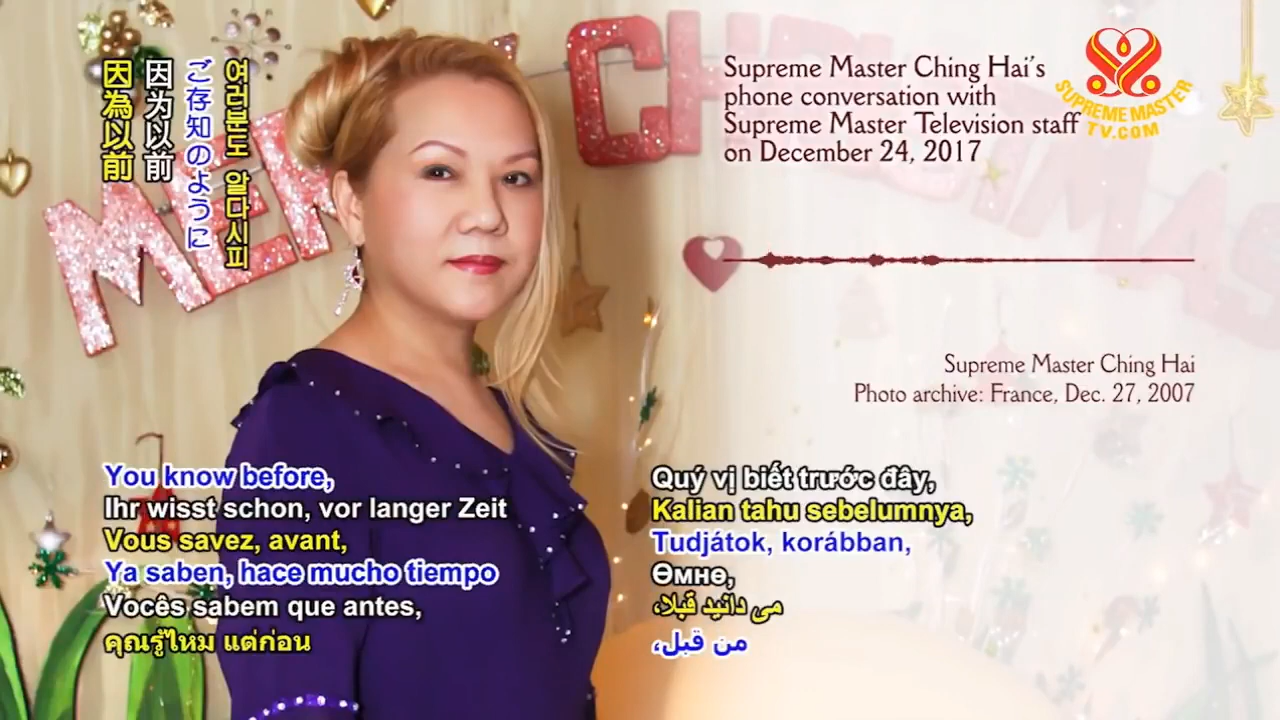 因為以前
因为以前
ご存知のように
여러분도 알다시피
MERR
CHRISTMAS
Supreme Master Ching Hai's
phone conversation with
Supreme Master Television staff
on December 24, 2017
SUPREME MASTER
TV.COM
Supreme Master Ching Hai
Photo archive: France, Dec. 27, 2007
You know before,
Ihr wisst schon, vor langer Zeit
Vous savez, avant,
Ya saben, hace mucho tiempo
Vocês sabem que antes,
คุณรู้ไหม แต่ก่อน
Quý vị biết trước đây,
Kalian tahu sebelumnya,
Tudjátok, korábban,
Өмнө,
می دانید قبلا،
من قبل،